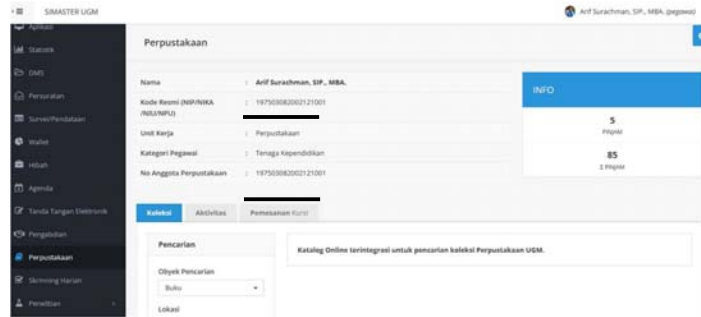 SIMASTER UGM
Arif Surachman, SIP., MBA. (pegawai)
Aplikasi
Statistik
DMS
Persuratan
Survei/Pendataan
Wallet
Hibah
Agenda
Tanda Tangan Elektronik
Pengabdian
Perpustakaan
Skrinning Harian
Penelitian
Perpustakaan
Nama : Arif Surachman, SIP., MBA.
Kode Resmi (NIP/NIKA
/NIU/NPU) : 197503082002121001
Unit Kerja : Perpustakaan
Kategori Pegawai : Tenaga Kependidikan
No Anggota Perpustakaan : 197503082002121001
INFO
5
Pinjam
85
Σ Pinjam
Koleksi Aktivitas Pemesanan Kursi
Pencarian
Obyek Pencarian
Buku
Lokasi
Katalog Online terintegrasi untuk pencarian koleksi Perpustakaan UGM.